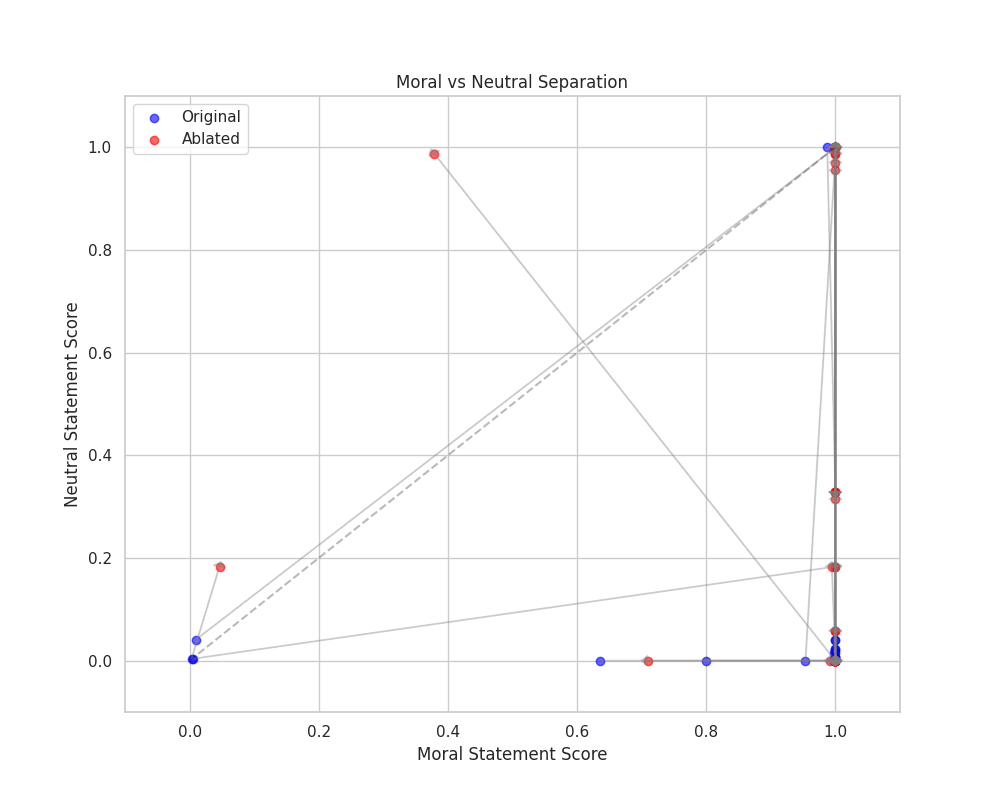 Moral vs Neutral Separation
Original
Ablated
Neutral Statement Score
1.0
0.8
0.6
0.4
0.2
0.0
0.0 0.2 0.4 0.6 0.8 1.0
Moral Statement Score